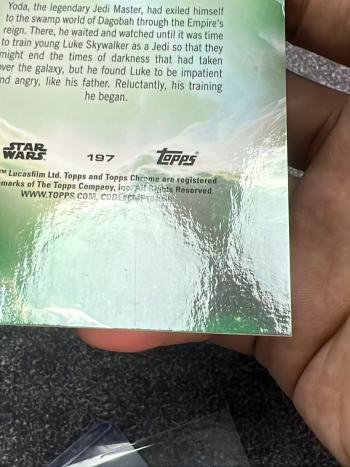 Yoda, the legendary Jedi Master, had exiled himself
to the swamp world of Dagobah through the Empire's
reign. There, he waited and watched until it was time
to train young Luke Skywalker as a Jedi so that they
might end the times of darkness that had taken
over the galaxy, but he found Luke to be impatient
nd angry, like his father. Reluctantly, his training
he began.
STAR WARS 197 Topps
™ Lucasfilm Ltd. Topps and Topps Chrome are registered
marks of The Topps Company, Inc. All Rights Reserved.
WWW.TOPPS.COM,